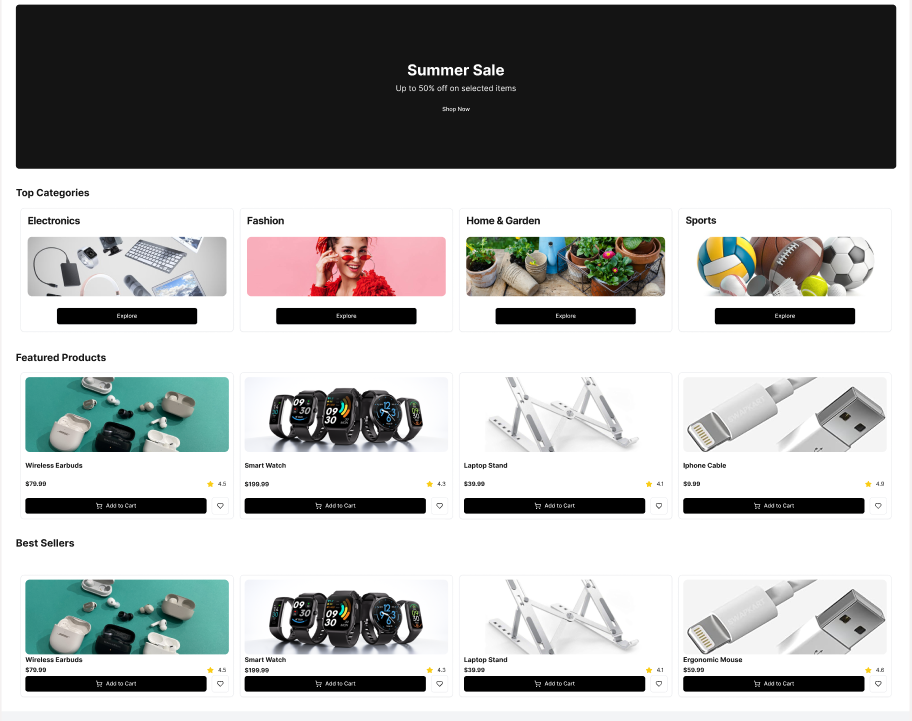 Summer Sale
Up to 50% off on selected items
Shop Now
Top Categories
Electronics
Fashion
Home & Garden
Sports
Explore
Explore
Explore
Explore
Featured Products
Wireless Earbuds
$79.99
4.5
Add to Cart
Smart Watch
$199.99
4.3
Add to Cart
Laptop Stand
$39.99
4.1
Add to Cart
Iphone Cable
$9.99
4.9
Add to Cart
Best Sellers
Wireless Earbuds
$79.99
4.5
Add to Cart
Smart Watch
$199.99
4.3
Add to Cart
Laptop Stand
$39.99
4.1
Add to Cart
Ergonomic Mouse
$59.99
4.6
Add to Cart